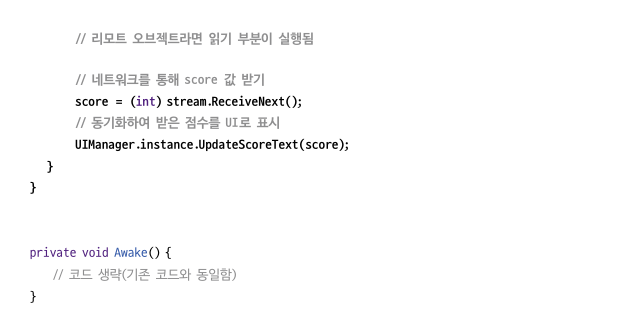 // 리모트 오브젝트라면 읽기 부분이 실행됨
// 네트워크를 통해 score 값 받기
score = (int) stream.ReceiveNext();
// 동기화하여 받은 점수를 UI로 표시
UIManager.instance.UpdateScoreText(score);
}
}
private void Awake() {
// 코드 생략(기존 코드와 동일함)
}